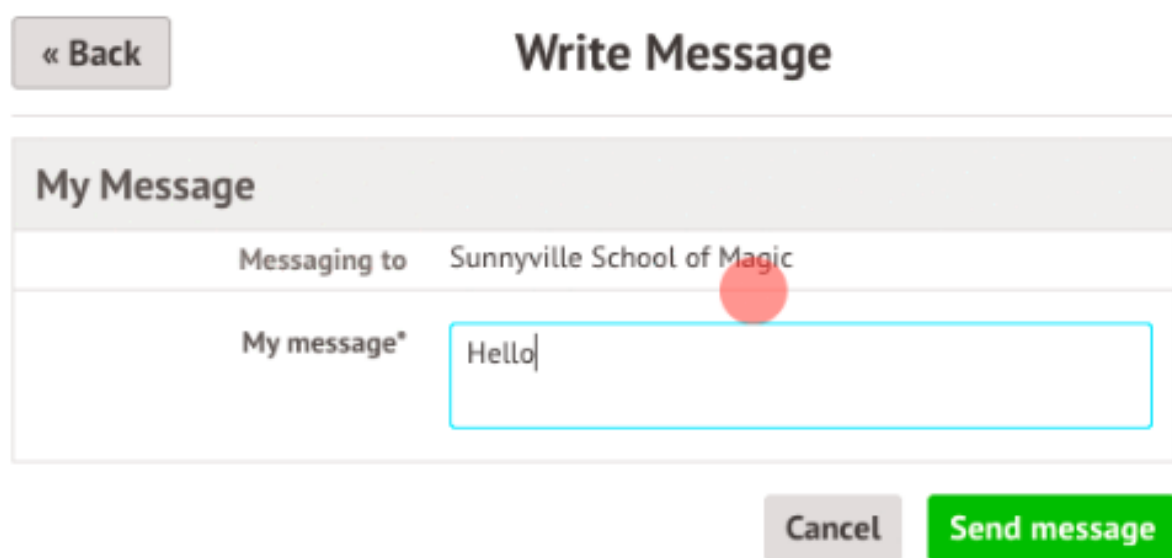 « Back
Write Message
My Message
Messaging to Sunnyville School of Magic
My message* Hello
Cancel Send message